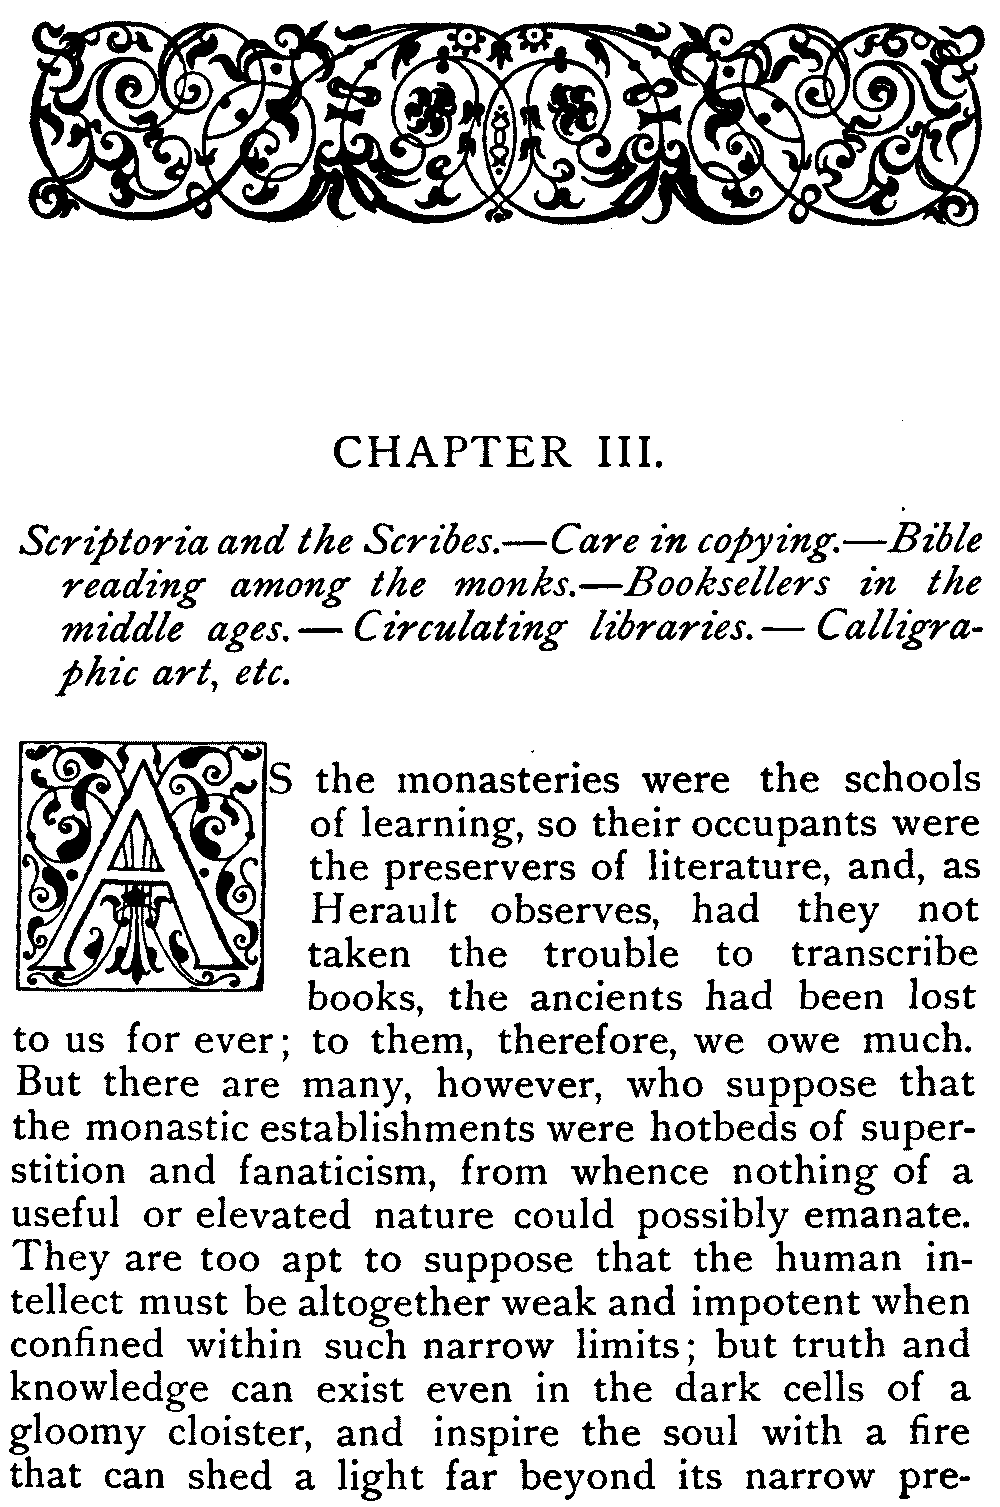 CHAPTER III.
Scriptoria and the Scribes.—Care in copying.—Bible
reading among the monks.—Booksellers in the
middle ages.—Circulating libraries.—Calligra-
phic art, etc.
AS the monasteries were the schools
of learning, so their occupants were
the preservers of literature, and, as
Herault observes, had they not
taken the trouble to transcribe
books, the ancients had been lost
to us for ever; to them, therefore, we owe much.
But there are many, however, who suppose that
the monastic establishments were hotbeds of super-
stition and fanaticism, from whence nothing of a
useful or elevated nature could possibly emanate.
They are too apt to suppose that the human in-
tellect must be altogether weak and impotent when
confined within such narrow limits; but truth and
knowledge can exist even in the dark cells of a
gloomy cloister, and inspire the soul with a fire
that can shed a light far beyond its narrow pre-